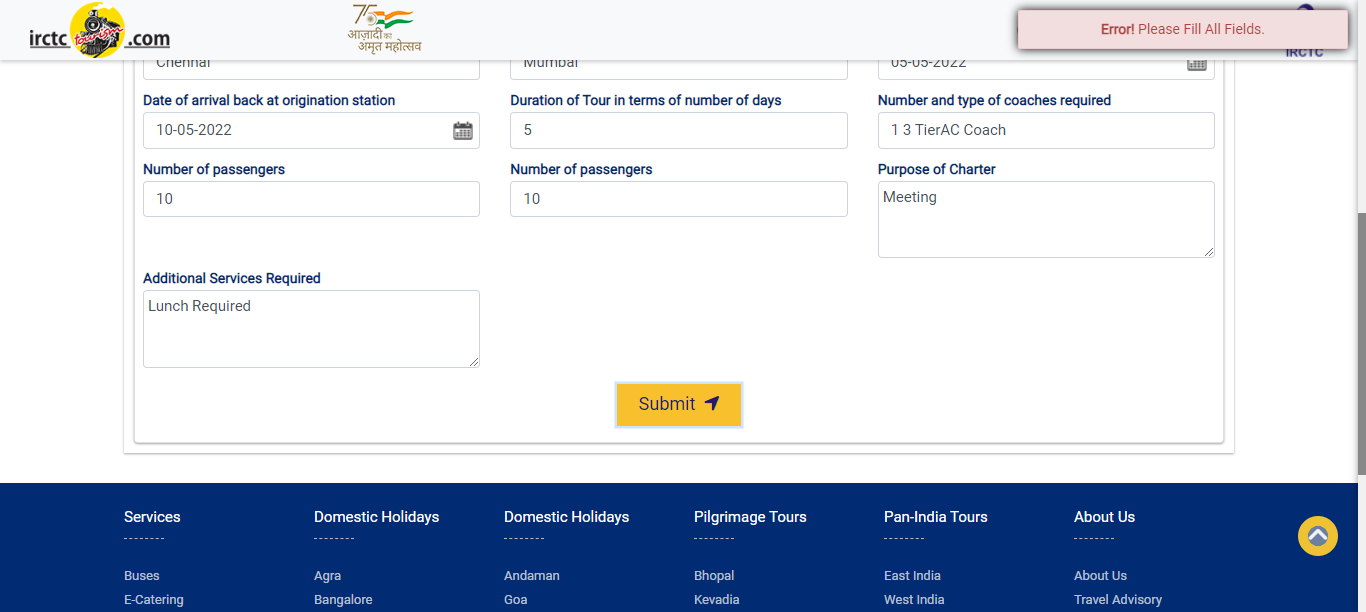 irctc tourism .com
75
आज़ादी का
अमृत महोत्सव
Error! Please Fill All Fields.
IRCTC
Chennai
Mumbai
05-05-2022
Date of arrival back at origination station
Duration of Tour in terms of number of days
Number and type of coaches required
10-05-2022
5
1 3 TierAC Coach
Number of passengers
Number of passengers
Purpose of Charter
10
10
Meeting
Additional Services Required
Lunch Required
Submit
Services
Domestic Holidays
Domestic Holidays
Pilgrimage Tours
Pan-India Tours
About Us
--------
--------
--------
--------
--------
--------
Buses
Agra
Andaman
Bhopal
East India
About Us
E-Catering
Bangalore
Goa
Kevadia
West India
Travel Advisory